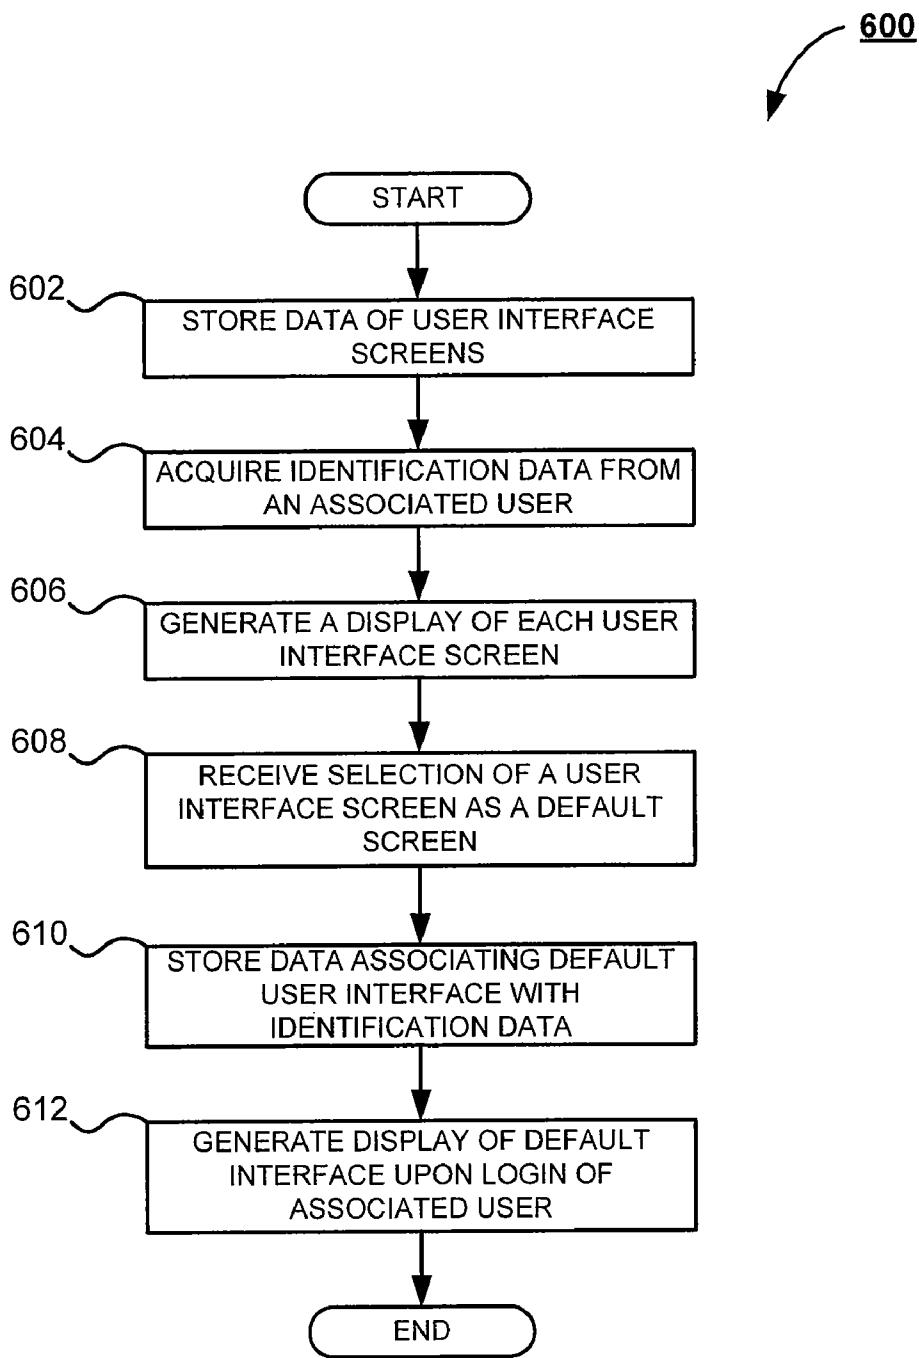 600
START
602
STORE DATA OF USER INTERFACE
SCREENS
604
ACQUIRE IDENTIFICATION DATA FROM
AN ASSOCIATED USER
606
GENERATE A DISPLAY OF EACH USER
INTERFACE SCREEN
608
RECEIVE SELECTION OF A USER
INTERFACE SCREEN AS A DEFAULT
SCREEN
610
STORE DATA ASSOCIATING DEFAULT
USER INTERFACE WITH
IDENTIFICATION DATA
612
GENERATE DISPLAY OF DEFAULT
INTERFACE UPON LOGIN OF
ASSOCIATED USER
END